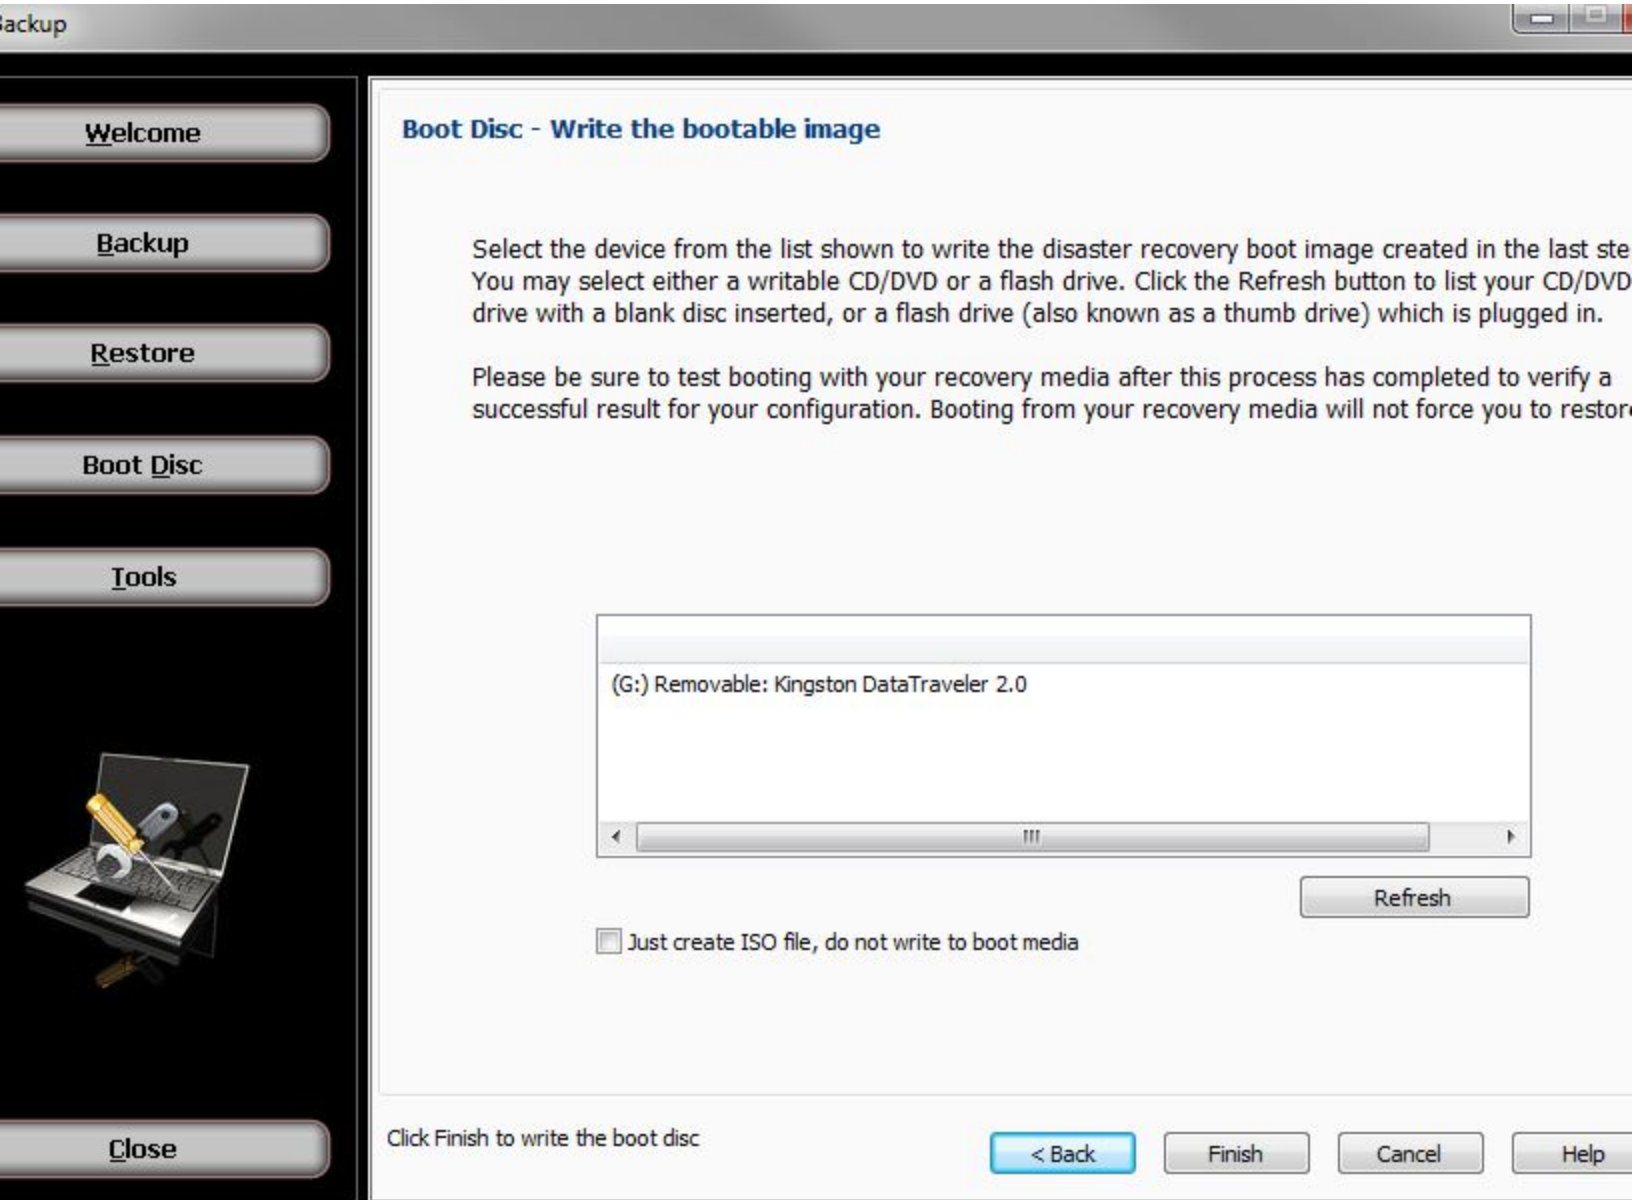 Backup
Welcome
Backup
Restore
Boot Disc
Tools
Close
Boot Disc - Write the bootable image
Select the device from the list shown to write the disaster recovery boot image created in the last
You may select either a writable CD/DVD or a flash drive. Click the Refresh button to list your CD/DVD
drive with a blank disc inserted, or a flash drive (also known as a thumb drive) which is plugged in.
Please be sure to test booting with your recovery media after this process has completed to verify a
successful result for your configuration. Booting from your recovery media will not force you to restore
(G:) Removable: Kingston DataTraveler 2.0
Refresh
Just create ISO file, do not write to boot media
Click Finish to write the boot disc
< Back
Finish
Cancel
Help